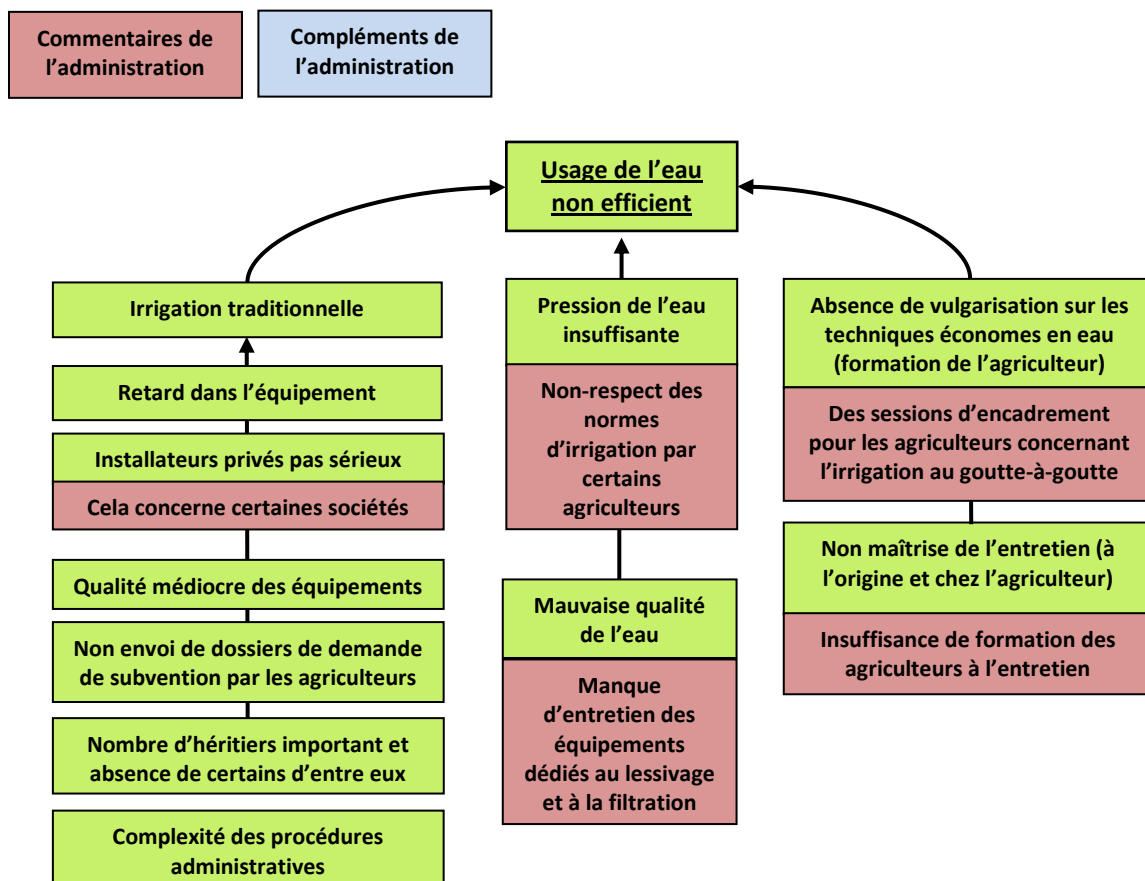 Commentaires de
l'administration
Compléments de
l'administration
Usage de l'eau
non efficient
Irrigation traditionnelle
Retard dans l'équipement
Installateurs privés pas sérieux
Cela concerne certaines sociétés
Qualité médiocre des équipements
Non envoi de dossiers de demande
de subvention par les agriculteurs
Nombre d'héritiers important et
absence de certains d'entre eux
Complexité des procédures
administratives
Pression de l'eau
insuffisante
Non-respect des
normes
d'irrigation par
certains
agriculteurs
Mauvaise qualité
de l'eau
Manque
d'entretien des
équipements
dédiés au lessivage
et à la filtration
Absence de vulgarisation sur les
techniques économes en eau
(formation de l'agriculteur)
Des sessions d'encadrement
pour les agriculteurs concernant
l'irrigation au goutte-à-goutte
Non maîtrise de l'entretien (à
l'origine et chez l'agriculteur)
Insuffisance de formation des
agriculteurs à l'entretien